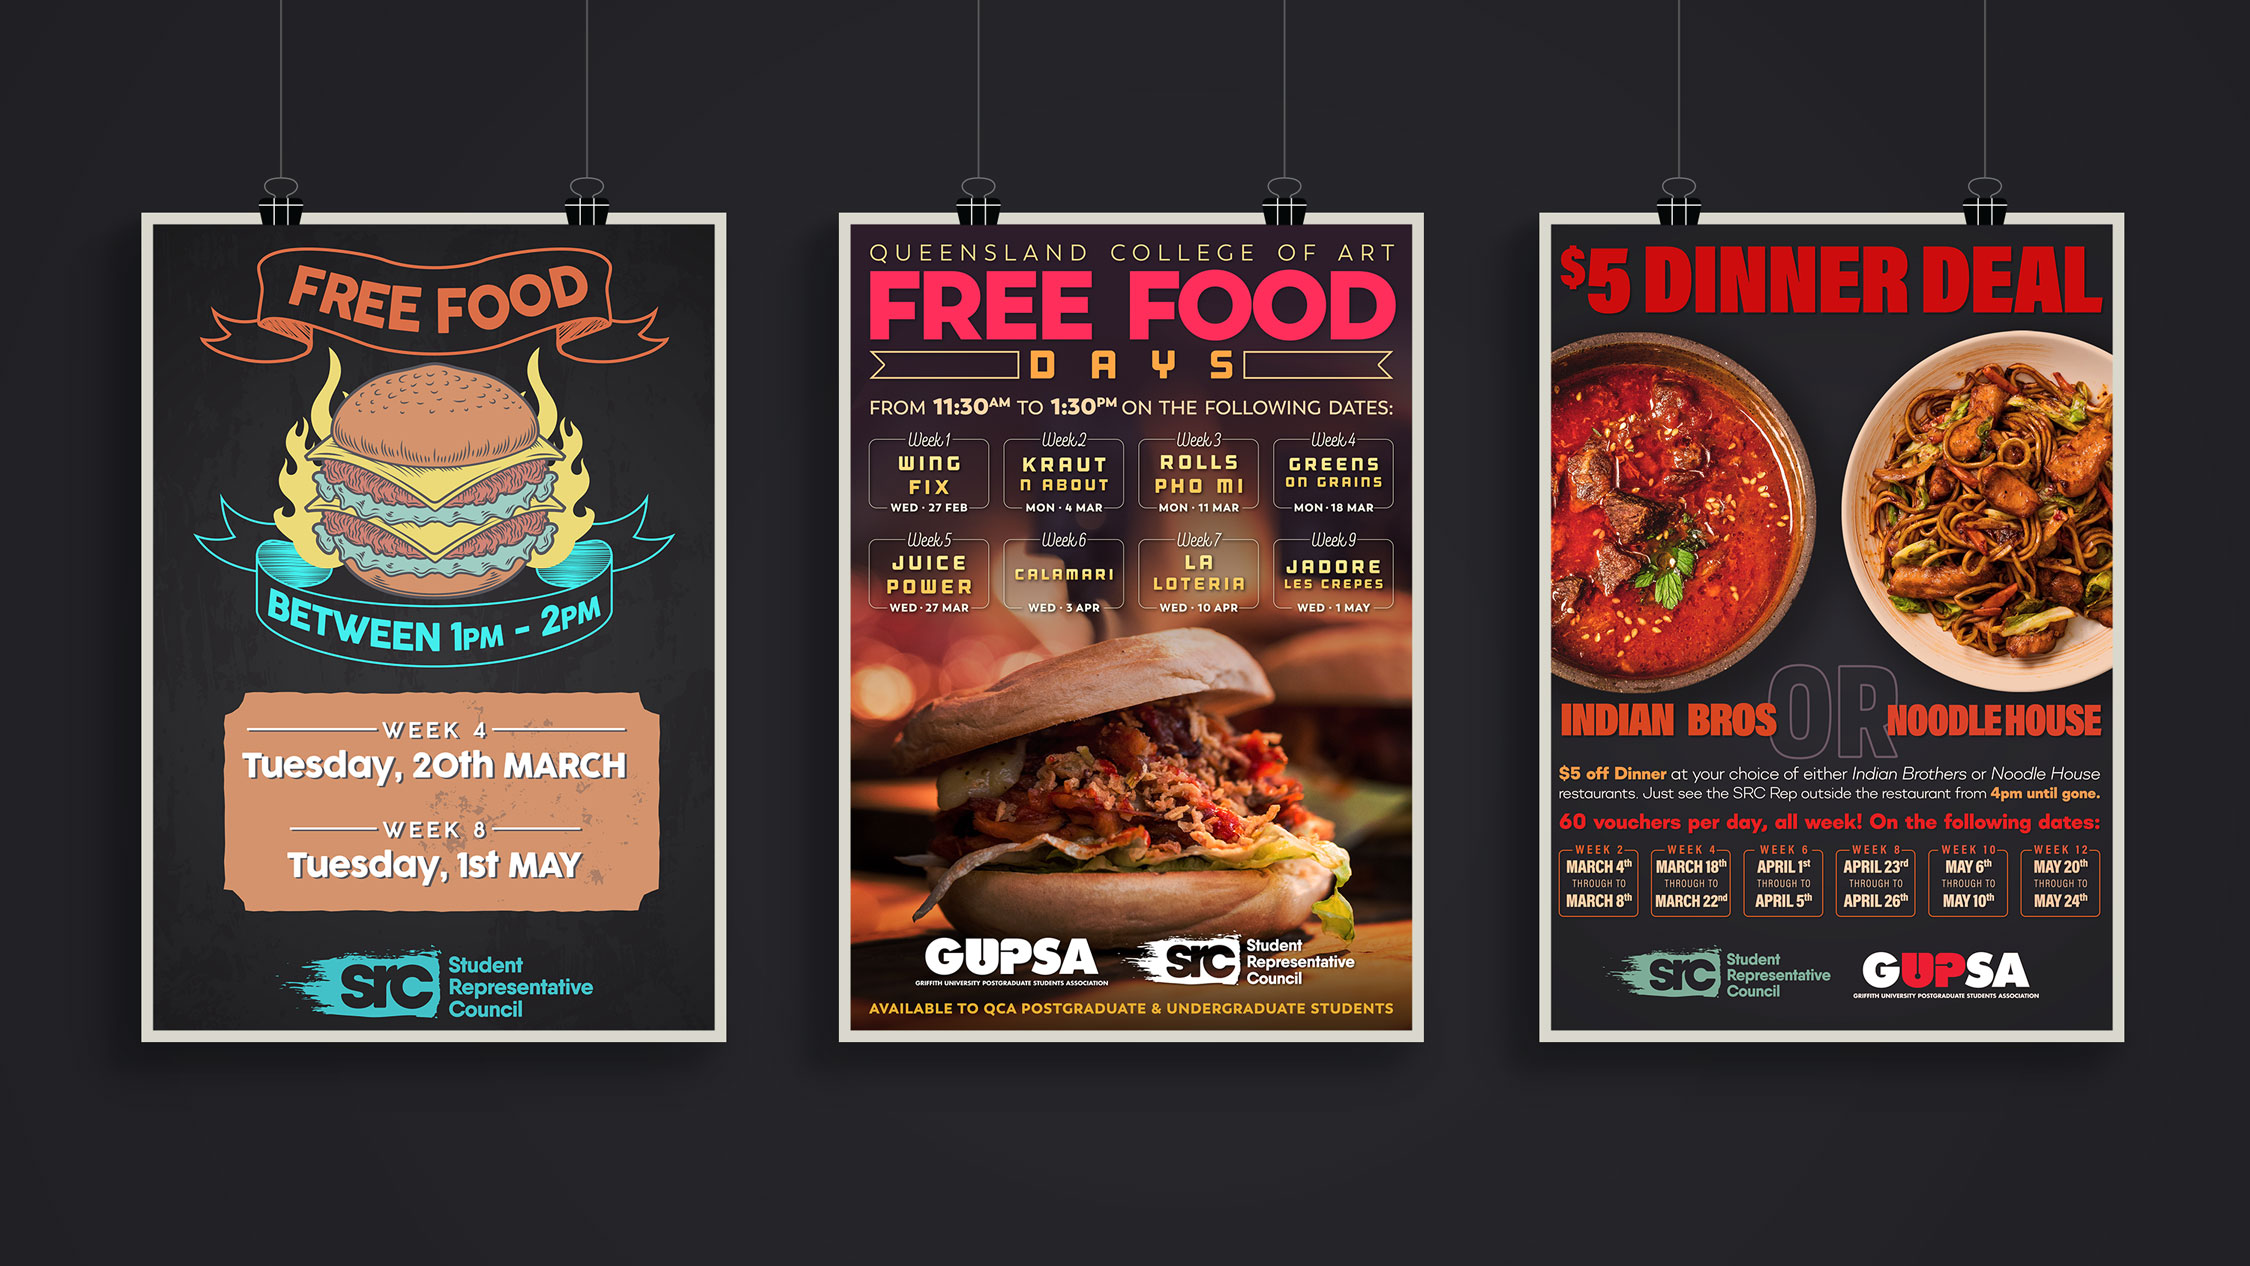 FREE FOOD
BETWEEN 1PM - 2PM
WEEK 4
Tuesday, 20th MARCH
WEEK 8
Tuesday, 1st MAY
src Student
Representative
Council
QUEENSLAND COLLEGE OF ART
FREE FOOD
DAYS
FROM 11:30AM TO 1:30PM ON THE FOLLOWING DATES:
Week 1
WING
FIX
WED · 27 FEB
Week 2
KRAUT
N ABOUT
MON · 4 MAR
Week 3
ROLLS
PHO MI
MON · 11 MAR
Week 4
GREENS
ON GRAINS
MON · 18 MAR
Week 5
JUICE
POWER
WED · 27 MAR
Week 6
CALAMARI
WED · 3 APR
Week 7
LA
LOTERIA
WED · 10 APR
Week 9
JADORE
LES CREPES
WED · 1 MAY
GUPSA
GRIFFITH UNIVERSITY POSTGRADUATE STUDENTS ASSOCIATION
src Student
Representative
Council
AVAILABLE TO QCA POSTGRADUATE & UNDERGRADUATE STUDENTS
$5 DINNER DEAL
INDIAN BROS OR NOODLE HOUSE
$5 off Dinner at your choice of either Indian Brothers or Noodle House
restaurants. Just see the SRC Rep outside the restaurant from 4pm until gone.
60 vouchers per day, all week! On the following dates:
WEEK 2
MARCH 4th
THROUGH TO
MARCH 8th
WEEK 4
MARCH 18th
THROUGH TO
MARCH 22nd
WEEK 6
APRIL 1st
THROUGH TO
APRIL 5th
WEEK 8
APRIL 23rd
THROUGH TO
APRIL 26th
WEEK 10
MAY 6th
THROUGH TO
MAY 10th
WEEK 12
MAY 20th
THROUGH TO
MAY 24th
src Student
Representative
Council
GUPSA
GRIFFITH UNIVERSITY POSTGRADUATE STUDENTS ASSOCIATION